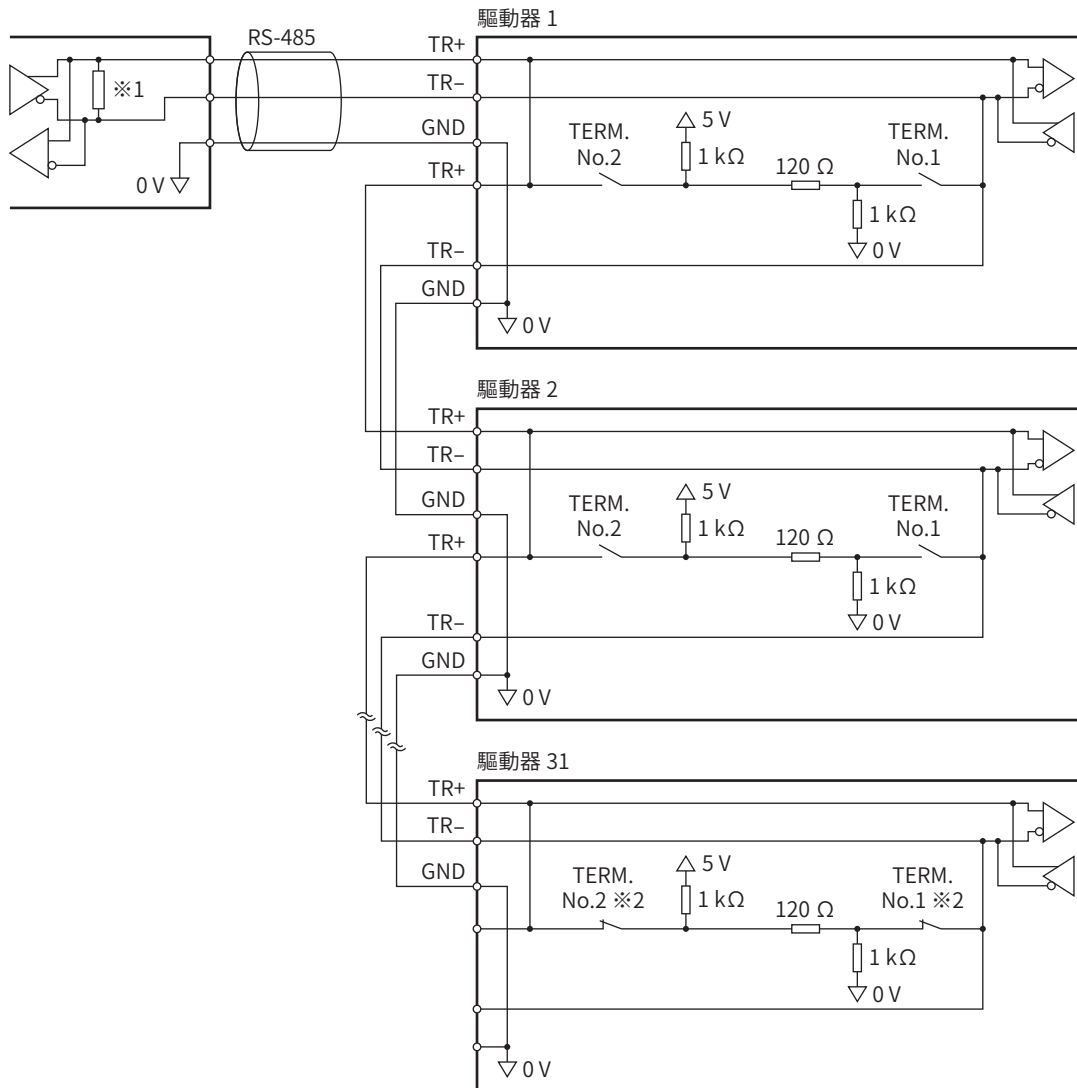 驅動器 1
RS-485
TR+
※1
TR–
GND
5 V
TERM.
No.2
1 kΩ
TERM.
No.1
120 Ω
0 V
TR+
1 kΩ
0 V
TR–
GND
0 V
驅動器 2
TR+
TR–
GND
5 V
TERM.
No.2
1 kΩ
TERM.
No.1
120 Ω
TR+
1 kΩ
0 V
TR–
GND
0 V
驅動器 31
TR+
TR–
GND
5 V
TERM.
No.2 ※2
1 kΩ
TERM.
No.1 ※2
120 Ω
1 kΩ
0 V
0 V